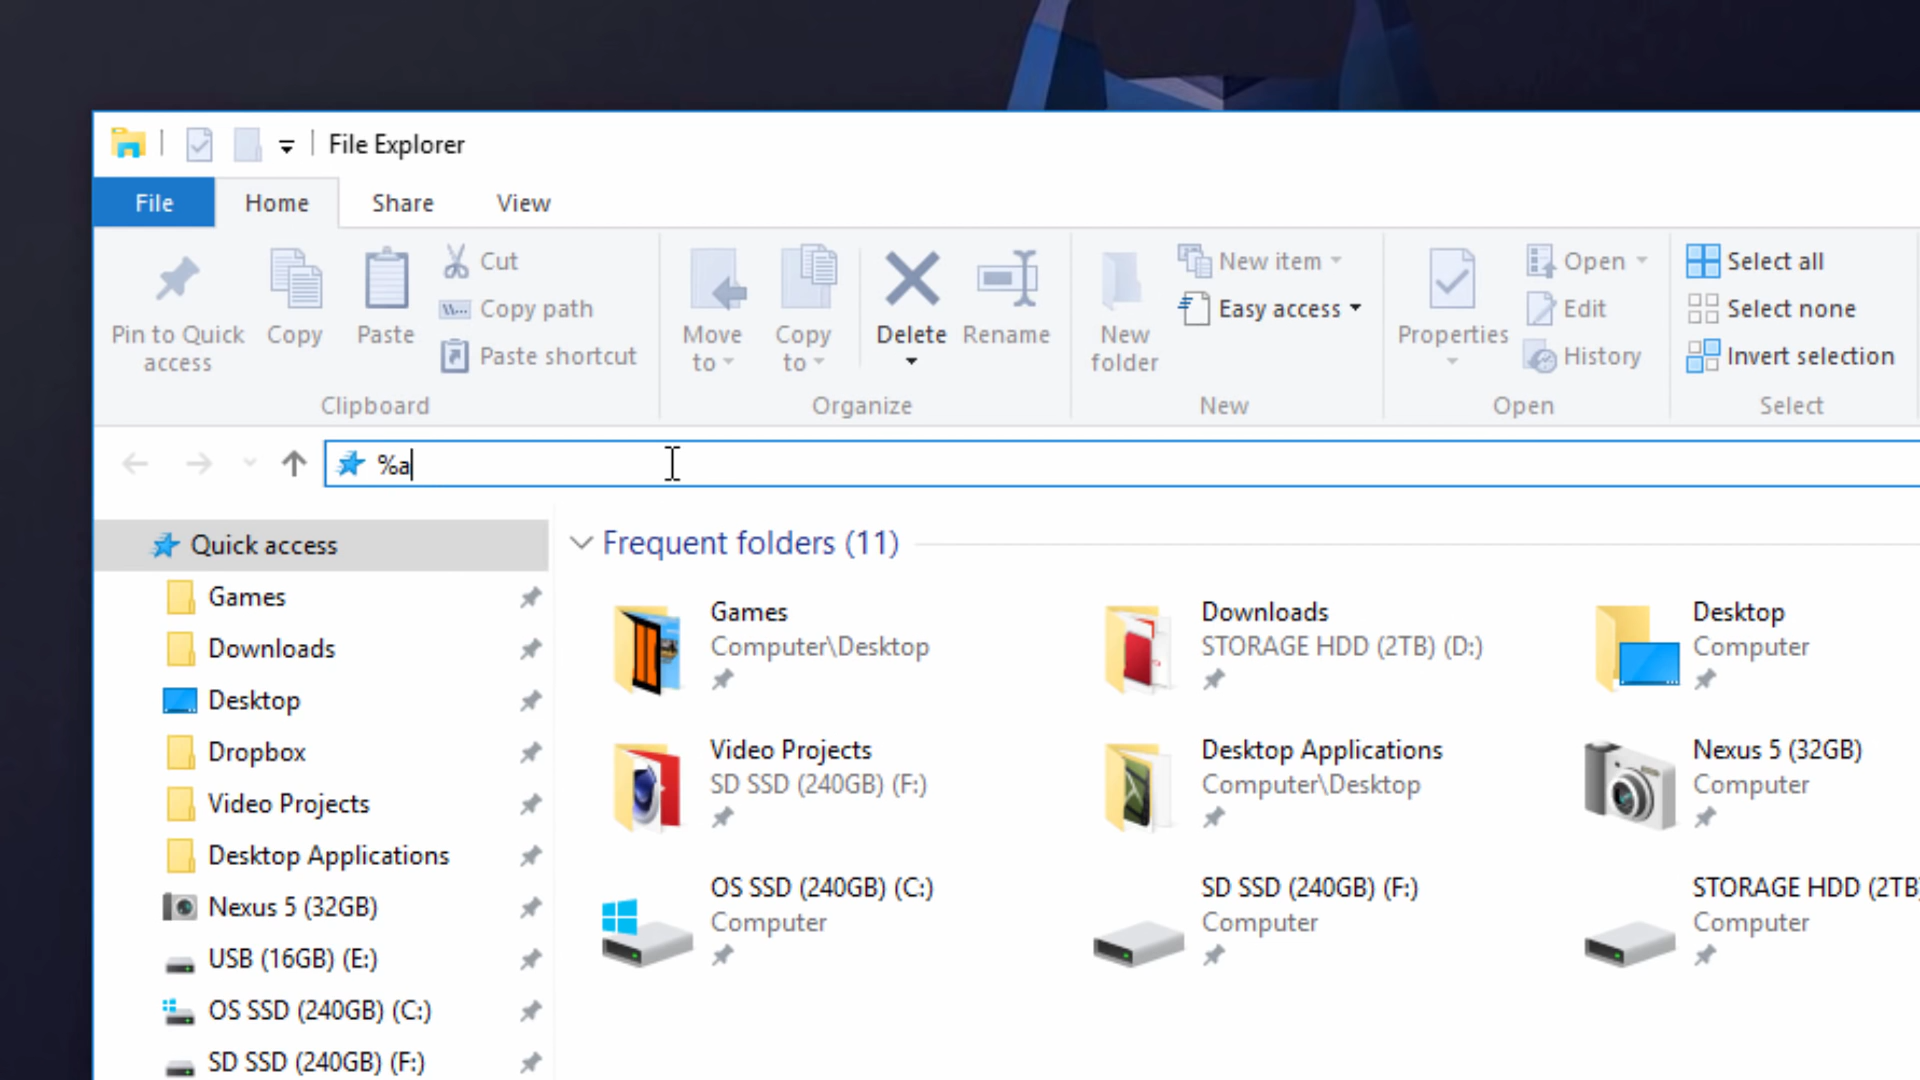 File Explorer
File Home Share View
Pin to Quick access
Copy
Paste
Cut
Copy path
Paste shortcut
Clipboard
Move to
Copy to
Delete
Rename
Organize
New folder
New item
Easy access
New
Properties
Open
Edit
History
Open
Select all
Select none
Invert selection
Select
%a
Quick access
Games
Downloads
Desktop
Dropbox
Video Projects
Desktop Applications
Nexus 5 (32GB)
USB (16GB) (E:)
OS SSD (240GB) (C:)
SD SSD (240GB) (F:)
Frequent folders (11)
Games
Computer\Desktop
Downloads
STORAGE HDD (2TB) (D:)
Desktop
Computer
Video Projects
SD SSD (240GB) (F:)
Desktop Applications
Computer\Desktop
Nexus 5 (32GB)
Computer
OS SSD (240GB) (C:)
Computer
SD SSD (240GB) (F:)
Computer
STORAGE HDD (2TB)
Computer